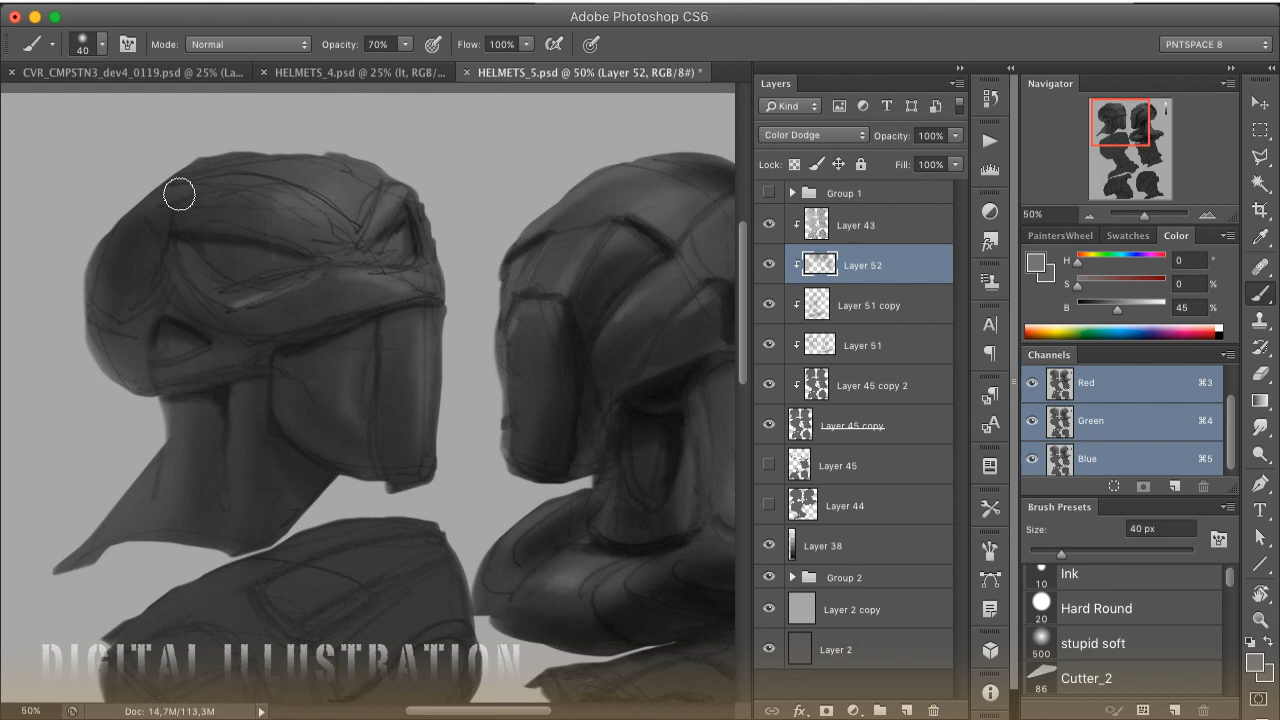 Adobe Photoshop CS6
40 Mode: Normal Opacity: 70% Flow: 100% PNTSPACE 8
× CVR_CMPSTN3_dev4_0119.psd @ 25% (La... × HELMETS_4.psd @ 25% (lt, RGB/... × HELMETS_5.psd @ 50% (Layer 52, RGB/8#) *
Layers
Kind
Color Dodge Opacity: 100%
Lock: Fill: 100%
Group 1
Layer 43
Layer 52
Layer 51 copy
Layer 51
Layer 45 copy 2
Layer 45 copy
Layer 45
Layer 44
Layer 38
Group 2
Layer 2 copy
Layer 2
Navigator
50%
PaintersWheel Swatches Color
H 0 °
S 0 %
B 45 %
Channels
Red ⌘3
Green ⌘4
Blue ⌘5
Brush Presets
Size: 40 px
10 Ink
20 Hard Round
500 stupid soft
86 Cutter_2
DIGITAL ILLUSTRATION
50% Doc: 14,7M/113,3M